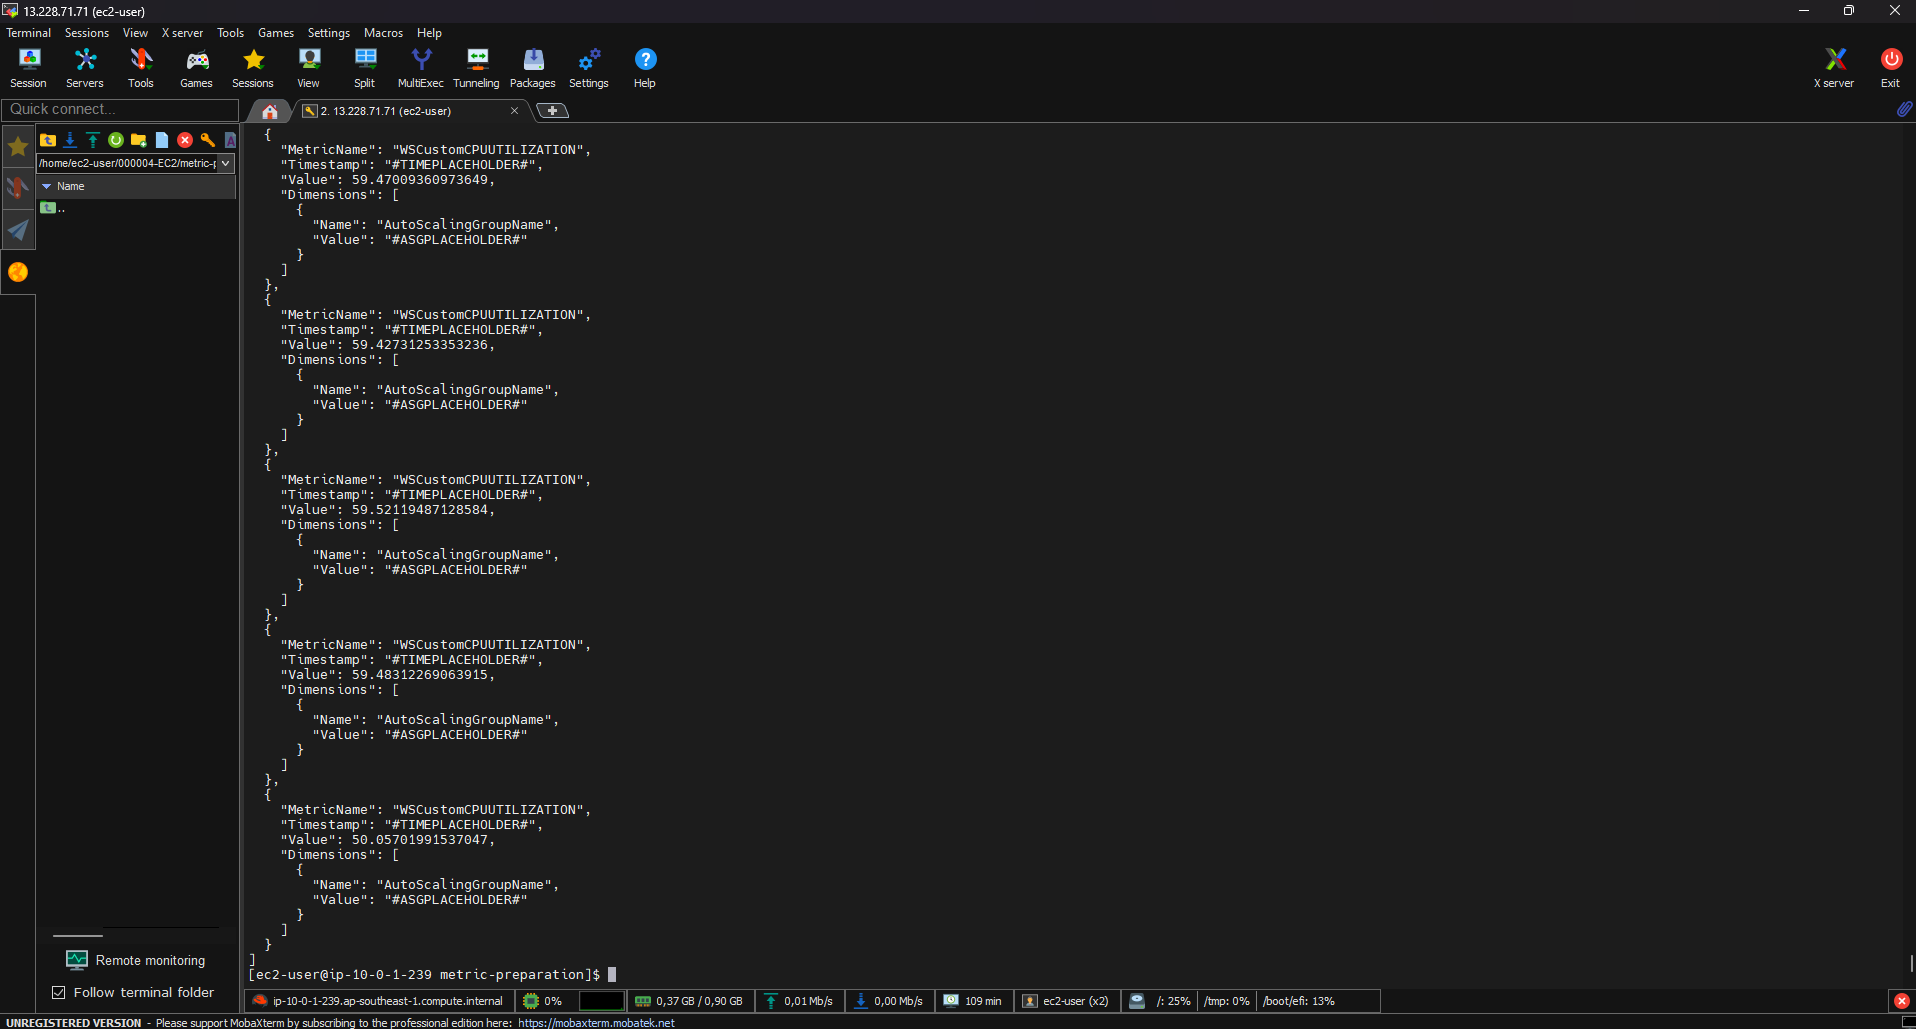 13.228.71.71 (ec2-user)
Terminal Sessions View X server Tools Games Settings Macros Help
Session Servers Tools Games Sessions View Split MultiExec Tunneling Packages Settings Help X server Exit
Quick connect...
2. 13.228.71.71 (ec2-user)
/home/ec2-user/000004-EC2/metric-p
Name
..
{
"MetricName": "WSCustomCPUUTILIZATION",
"Timestamp": "#TIMEPLACEHOLDER#",
"Value": 59.47009360973649,
"Dimensions": [
{
"Name": "AutoScalingGroupName",
"Value": "#ASGPLACEHOLDER#"
}
]
},
{
"MetricName": "WSCustomCPUUTILIZATION",
"Timestamp": "#TIMEPLACEHOLDER#",
"Value": 59.42731253353236,
"Dimensions": [
{
"Name": "AutoScalingGroupName",
"Value": "#ASGPLACEHOLDER#"
}
]
},
{
"MetricName": "WSCustomCPUUTILIZATION",
"Timestamp": "#TIMEPLACEHOLDER#",
"Value": 59.52119487128584,
"Dimensions": [
{
"Name": "AutoScalingGroupName",
"Value": "#ASGPLACEHOLDER#"
}
]
},
{
"MetricName": "WSCustomCPUUTILIZATION",
"Timestamp": "#TIMEPLACEHOLDER#",
"Value": 59.48312269063915,
"Dimensions": [
{
"Name": "AutoScalingGroupName",
"Value": "#ASGPLACEHOLDER#"
}
]
},
{
"MetricName": "WSCustomCPUUTILIZATION",
"Timestamp": "#TIMEPLACEHOLDER#",
"Value": 50.05701991537047,
"Dimensions": [
{
"Name": "AutoScalingGroupName",
"Value": "#ASGPLACEHOLDER#"
}
]
}
]
[ec2-user@ip-10-0-1-239 metric-preparation]$
Remote monitoring
Follow terminal folder
ip-10-0-1-239.ap-southeast-1.compute.internal 0% 0,37 GB / 0,90 GB 0,01 Mb/s 0,00 Mb/s 109 min ec2-user (x2) /: 25% /tmp: 0% /boot/efi: 13%
UNREGISTERED VERSION - Please support MobaXterm by subscribing to the professional edition here: https://mobaxterm.mobatek.net